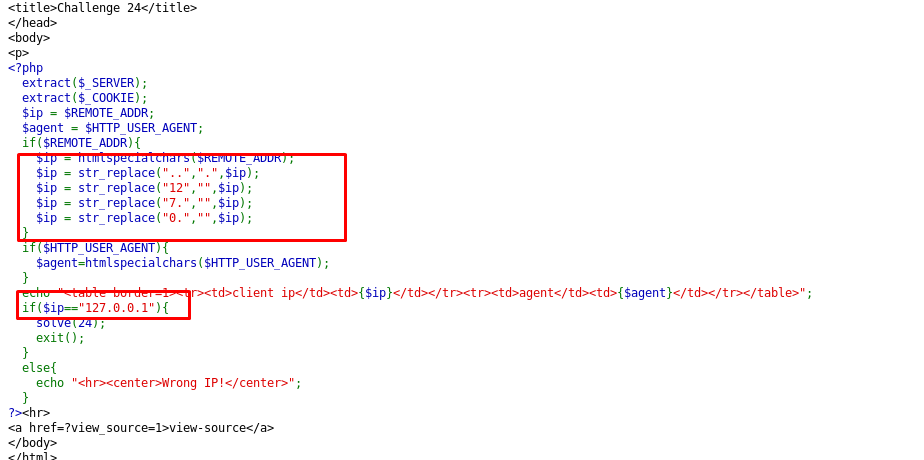 <title>Challenge 24</title>
</head>
<body>
<p>
<?php
extract($_SERVER);
extract($_COOKIE);
$ip = $REMOTE_ADDR;
$agent = $HTTP_USER_AGENT;
if($REMOTE_ADDR){
$ip = htmlspecialchars($REMOTE_ADDR);
$ip = str_replace("..",".",$ip);
$ip = str_replace("12","",$ip);
$ip = str_replace("7.","",$ip);
$ip = str_replace("0.","",$ip);
}
if($HTTP_USER_AGENT){
$agent=htmlspecialchars($HTTP_USER_AGENT);
}
echo "<table border=1><tr><td>client ip</td><td>{$ip}</td></tr><tr><td>agent</td><td>{$agent}</td></tr></table>";
if($ip=="127.0.0.1"){
solve(24);
exit();
}
else{
echo "<hr><center>Wrong IP!</center>";
}
?><hr>
<a href=?view_source=1>view-source</a>
</body>
</html>